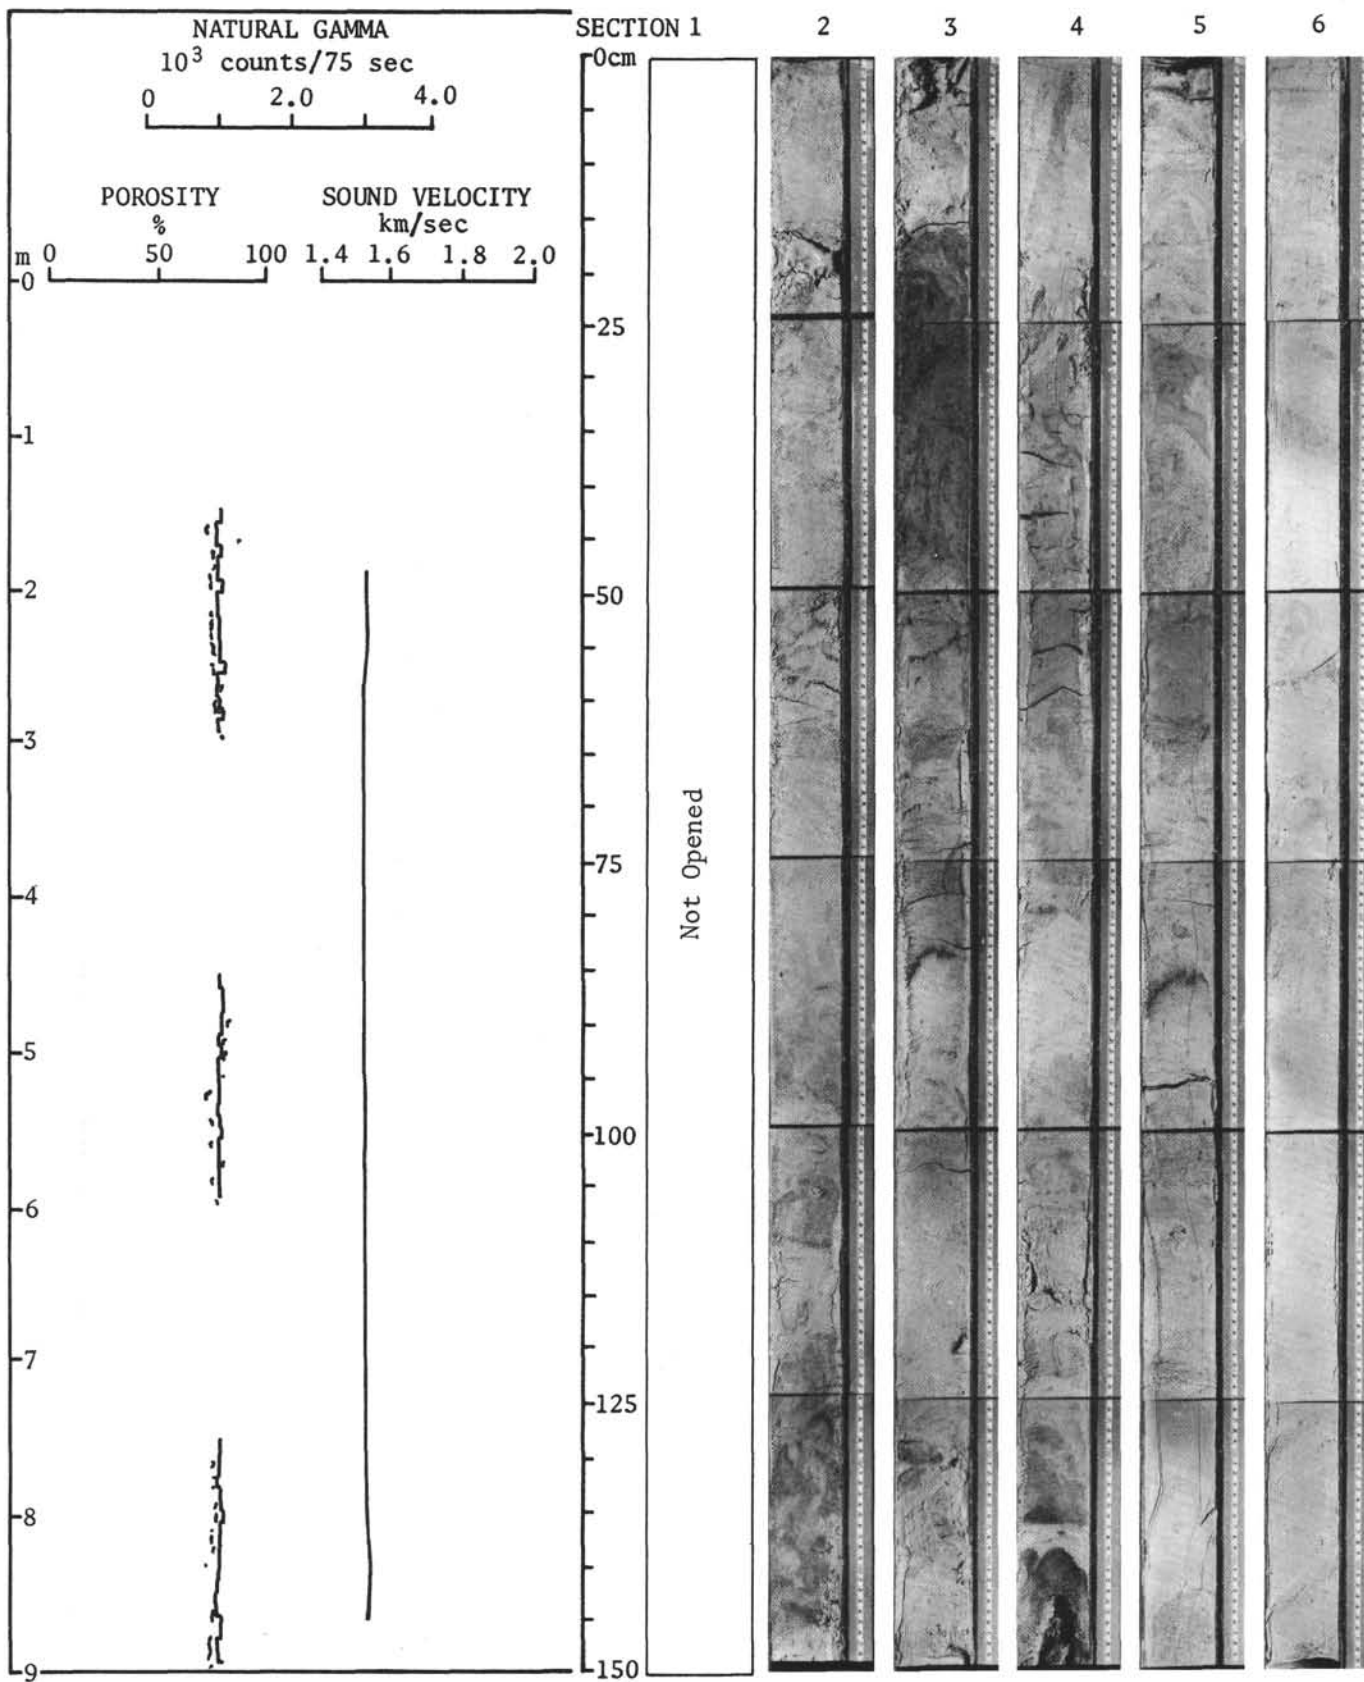 NATURAL GAMMA
10³ counts/75 sec
0 2.0 4.0
POROSITY
%
m 0 50 100
SOUND VELOCITY
km/sec
1.4 1.6 1.8 2.0
0
1
2
3
4
5
6
7
8
9
SECTION 1 2 3 4 5 6
0cm
25
50
75
100
125
150
Not Opened